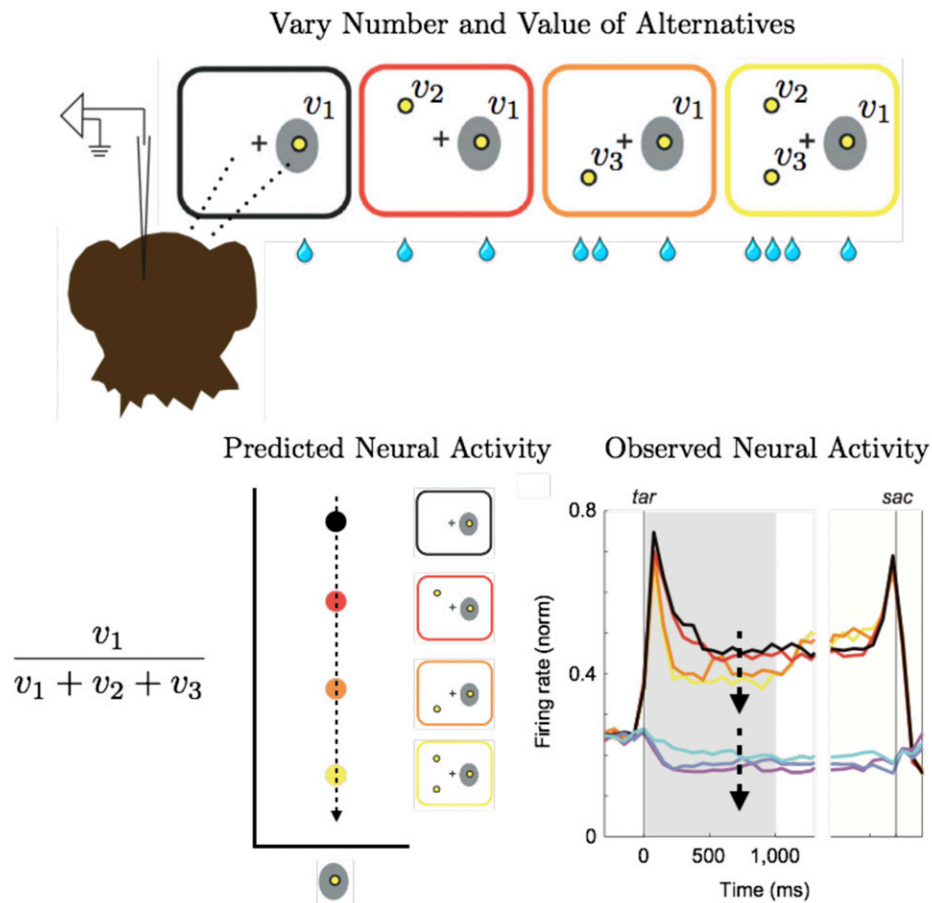 Vary Number and Value of Alternatives
v₁
+
v₂
v₁
+
v₁
+
v₃
v₂
v₁
+
v₃
Predicted Neural Activity
Observed Neural Activity
tar
sac
0.8
0.4
0
Firing rate (norm)
0
500
1,000
Time (ms)
v₁
v₁ + v₂ + v₃
+
+
+
+